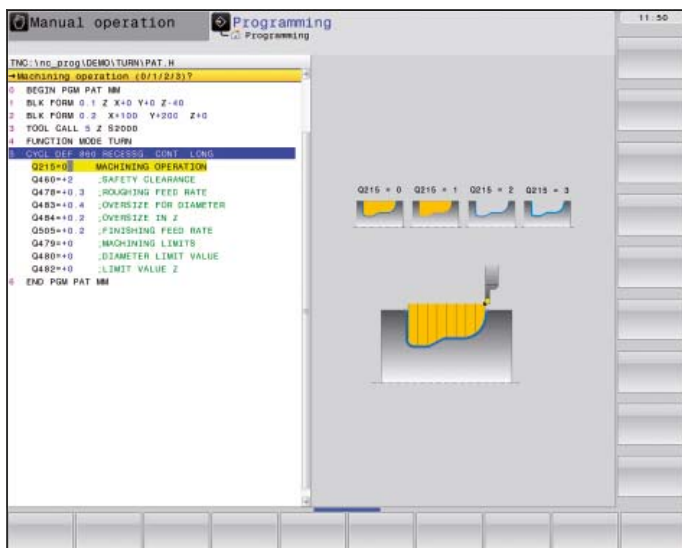 Manual operation
Programming
Programming
11:50
TNC:\nc_prog\DEMO\TURN\PAT.H
→Machining operation (0/1/2/3)?
0 BEGIN PGM PAT MM
1 BLK FORM 0.1 Z X+0 Y+0 Z-40
2 BLK FORM 0.2 X+100 Y+200 Z+0
3 TOOL CALL 5 Z S2000
4 FUNCTION MODE TURN
5 CYCL DEF 860 RECESSG. CONT. LONG.
Q215=0 MACHINING OPERATION
Q460=+2 ;SAFETY CLEARANCE
Q478=+0.3 ;ROUGHING FEED RATE
Q483=+0.4 ;OVERSIZE FOR DIAMETER
Q484=+0.2 ;OVERSIZE IN Z
Q505=+0.2 ;FINISHING FEED RATE
Q479=+0 ;MACHINING LIMITS
Q480=+0 ;DIAMETER LIMIT VALUE
Q482=+0 ;LIMIT VALUE Z
6 END PGM PAT MM
Q215 = 0 Q215 = 1 Q215 = 2 Q215 = 3